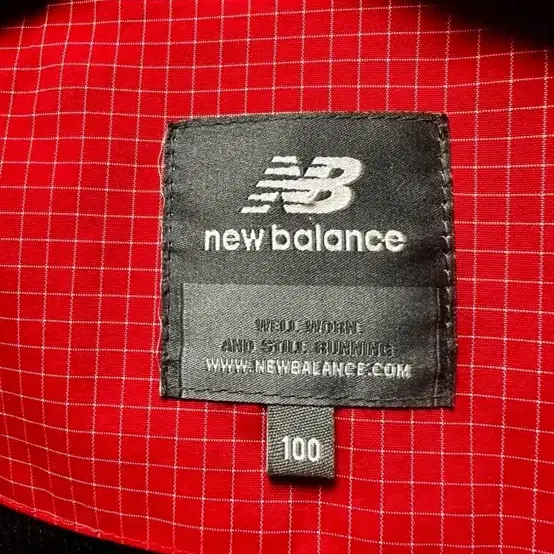 NB
new balance
WELL WORN
AND STILL RUNNING
WWW.NEWBALANCE.COM
100